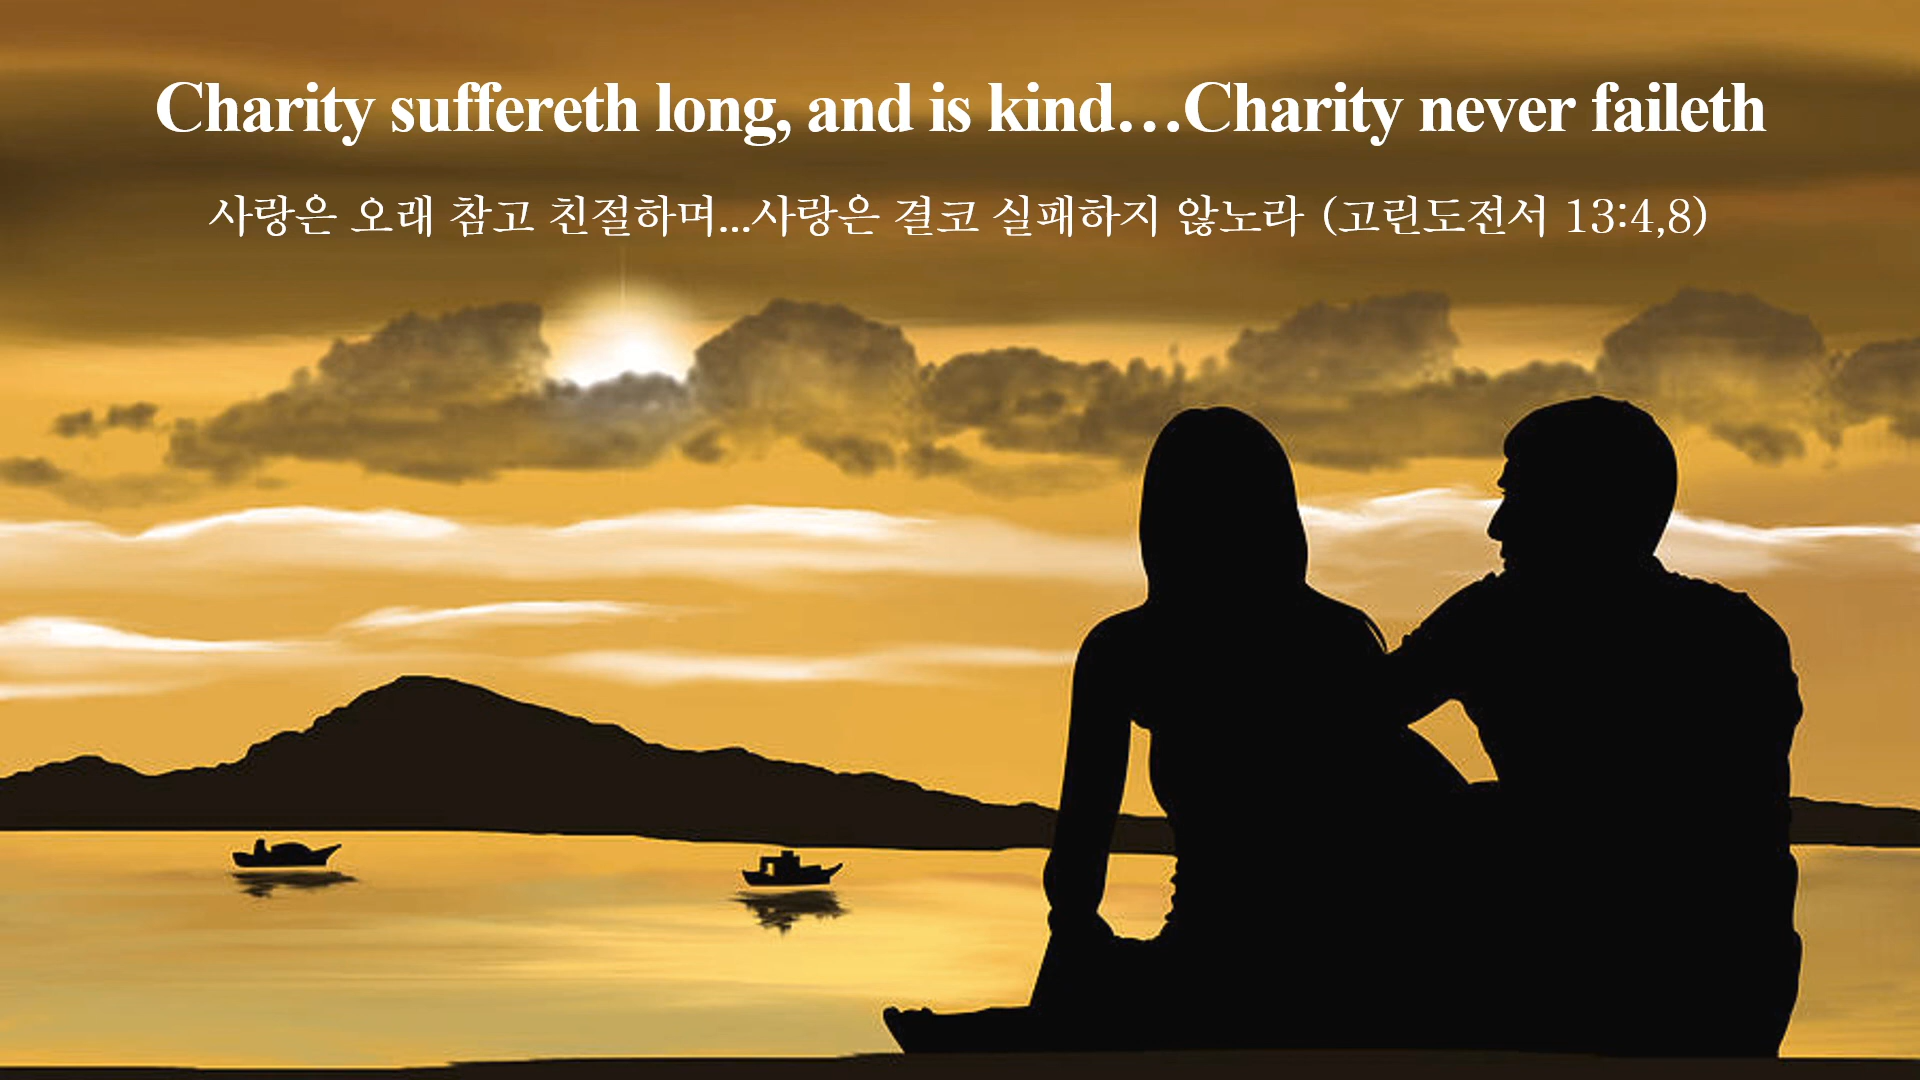 Charity suffereth long, and is kind…Charity never faileth
사랑은 오래 참고 친절하며...사랑은 결코 실패하지 않노라 (고린도전서 13:4,8)